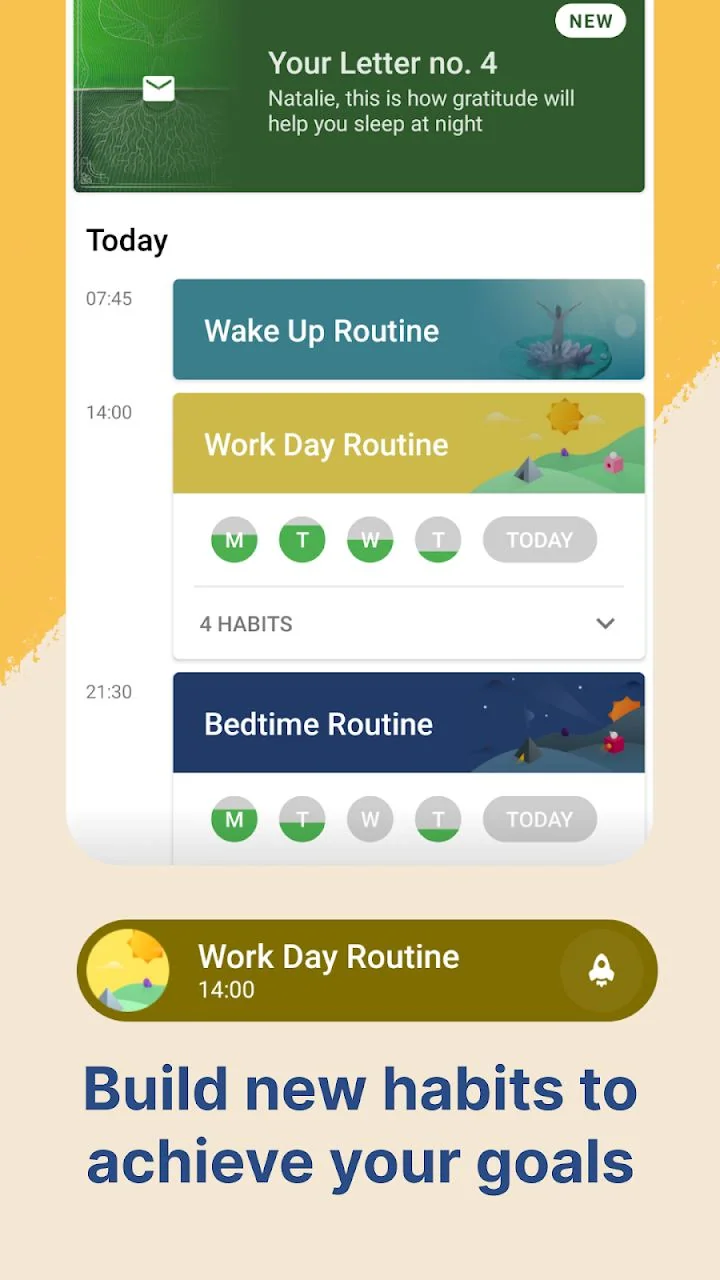 NEW
Your Letter no. 4
Natalie, this is how gratitude will
help you sleep at night
Today
07:45
Wake Up Routine
14:00
Work Day Routine
M T W T TODAY
4 HABITS
21:30
Bedtime Routine
M T W T TODAY
Work Day Routine
14:00
Build new habits to
achieve your goals